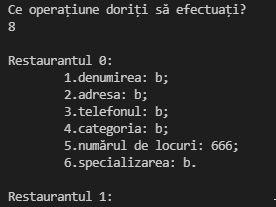 Ce operațiune doriți să efectuați?
8
Restaurantul 0:
1.denumirea: b;
2.adresa: b;
3.telefonul: b;
4.categoria: b;
5.numărul de locuri: 666;
6.specializarea: b.
Restaurantul 1: